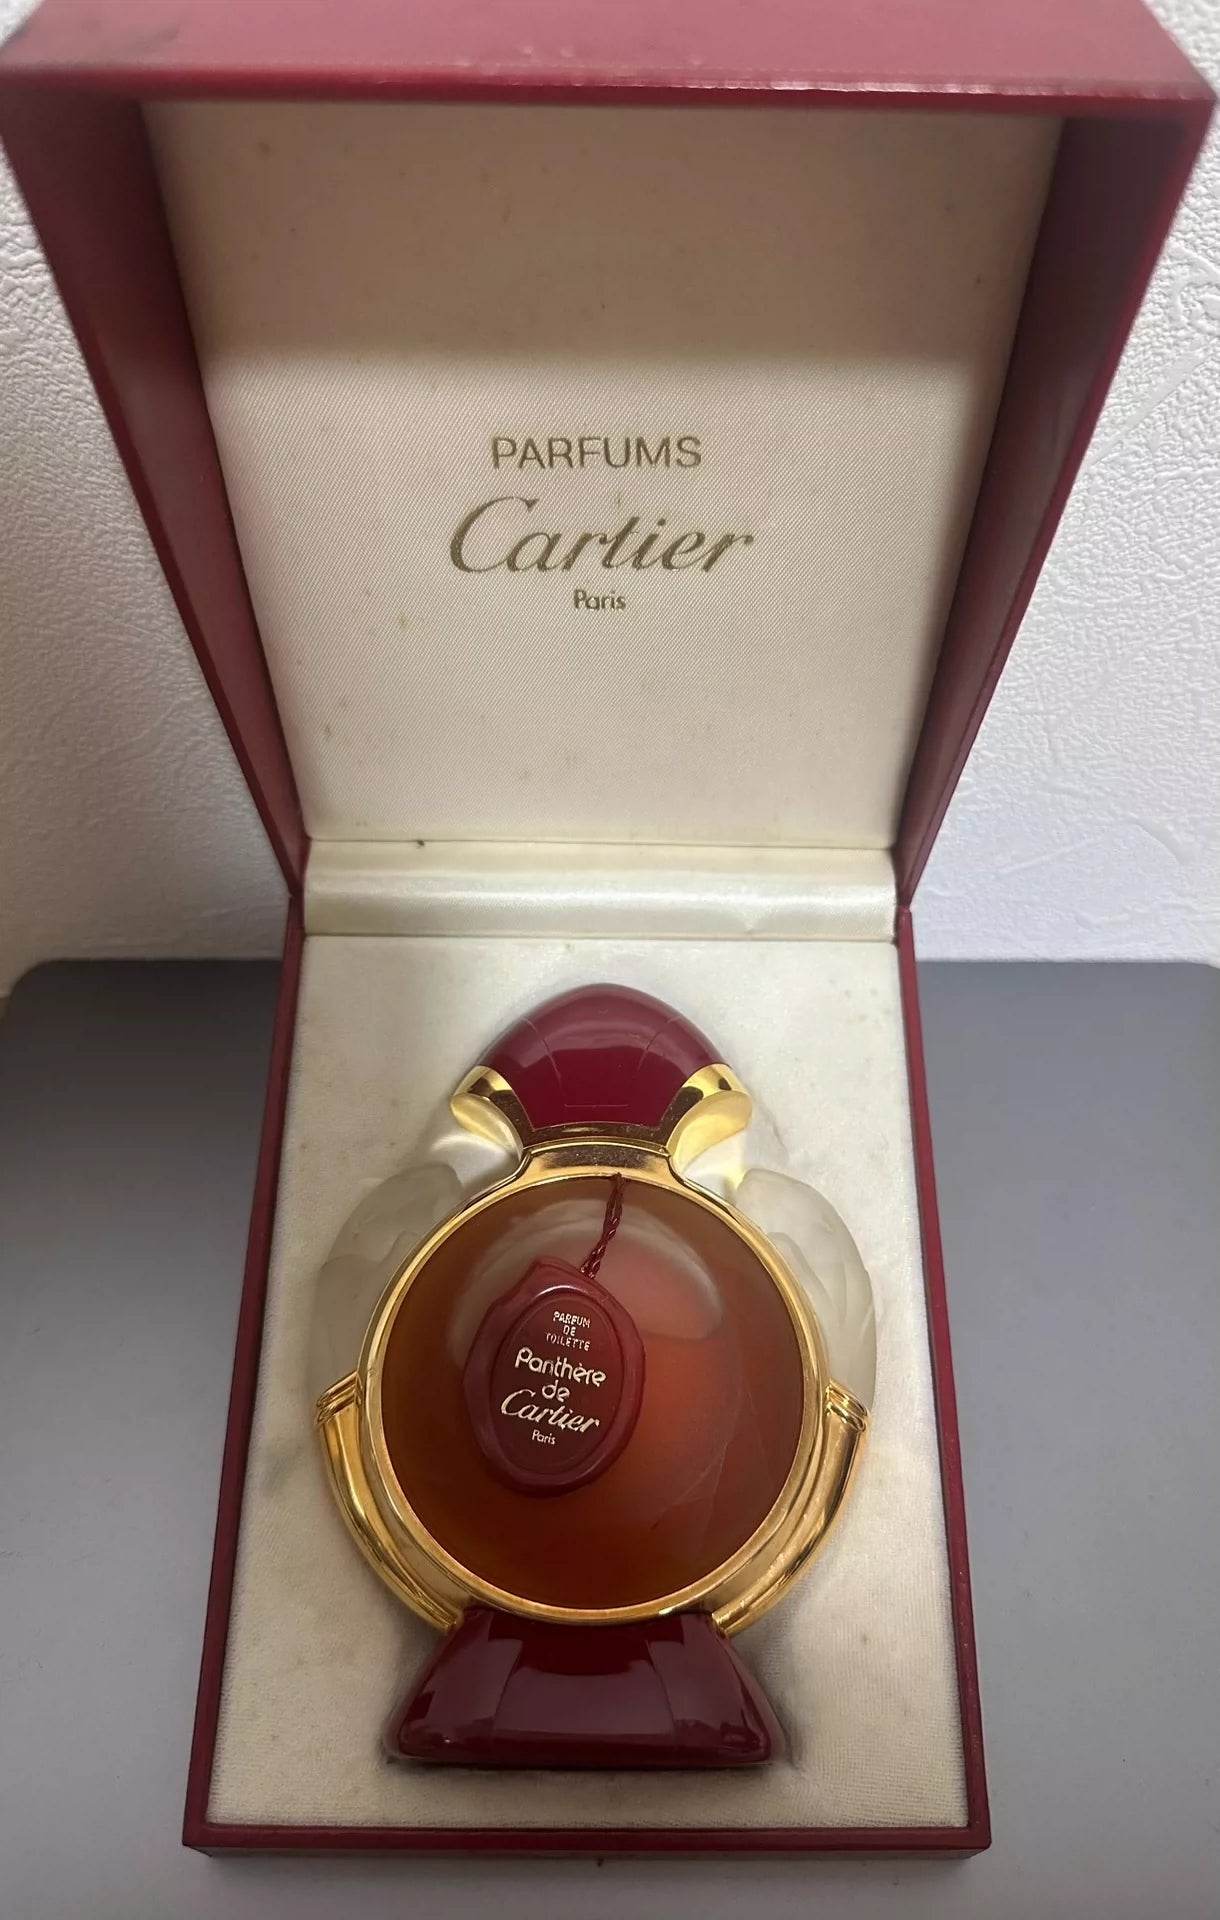 PARFUMS
Cartier
Paris
PARFUM
DE
TOILETTE
Panthère
de
Cartier
Paris